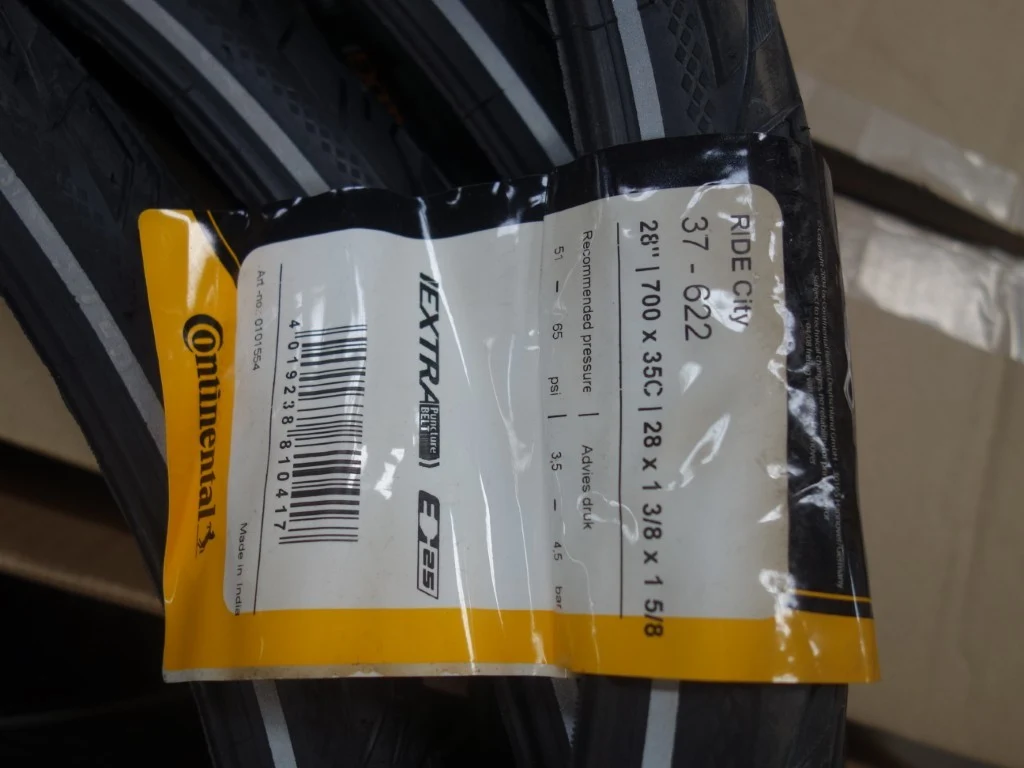 RIDE City
37 - 622
28" | 700 x 35C | 28 x 1 3/8 x 1 5/8
Recommended pressure | Advies druk
51 - 65 psi | 3,5 - 4,5 bar
EXTRA Puncture BELT E 25
4 019238 810417
Art.-no.: 0101554
Made in India
Continental